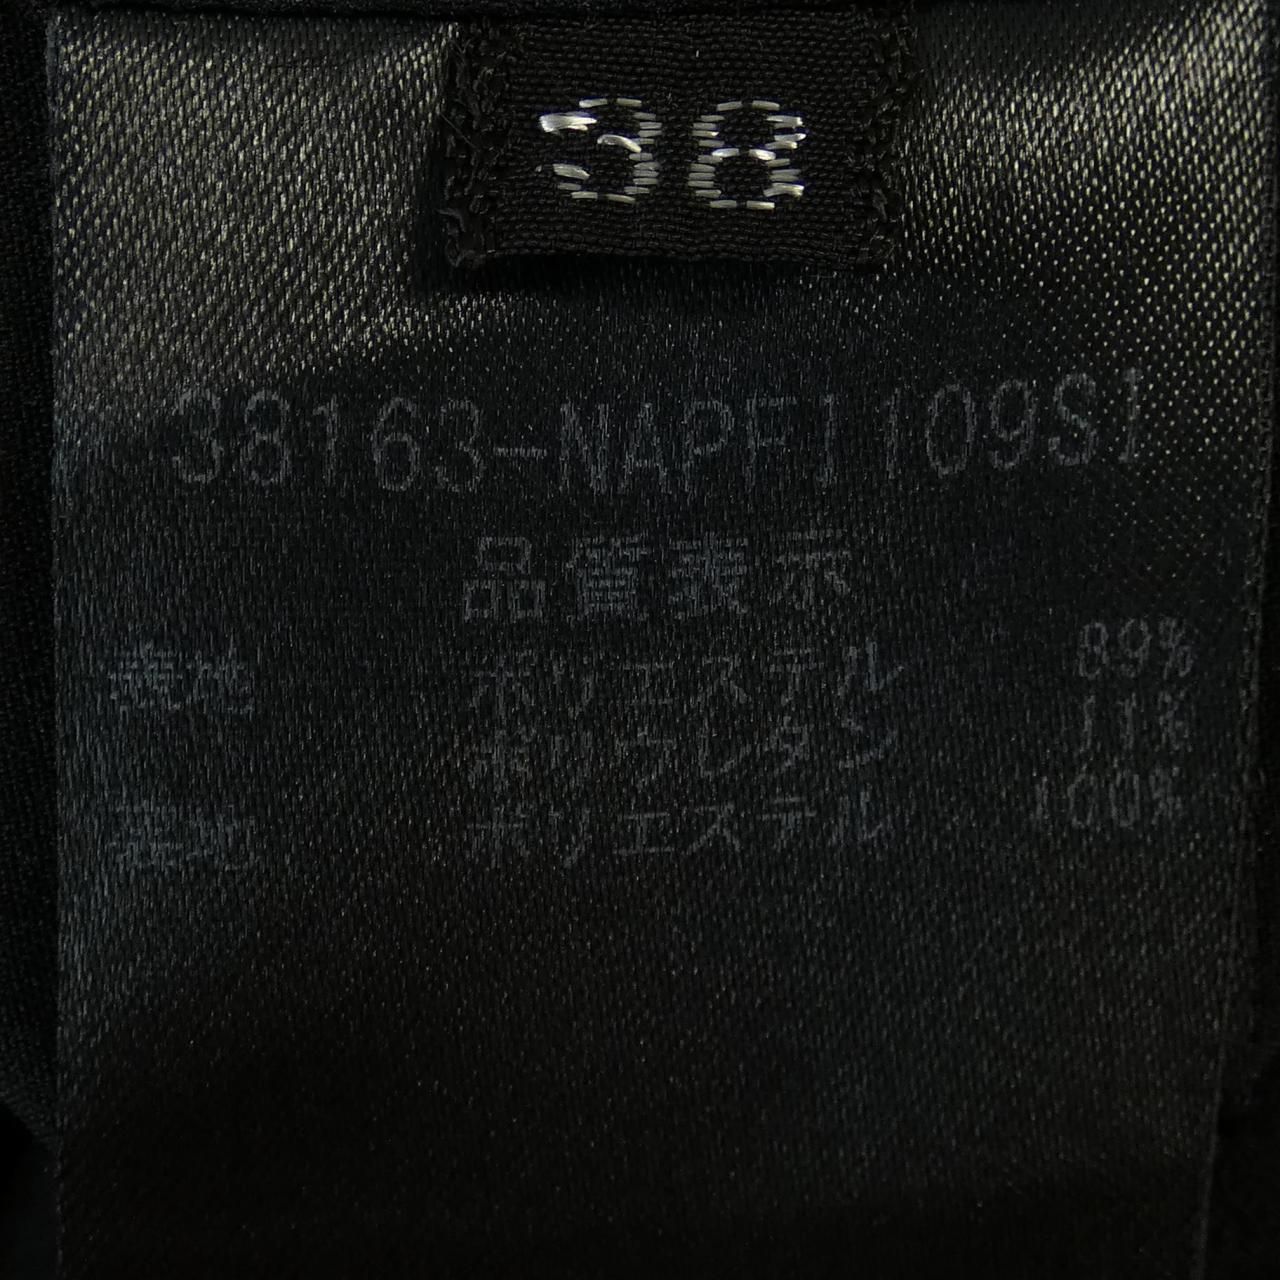 38
38163-NAPFI109SI
品質表示
表地 ポリエステル 89%
ポリウレタン 11%
裏地 ポリエステル 100%